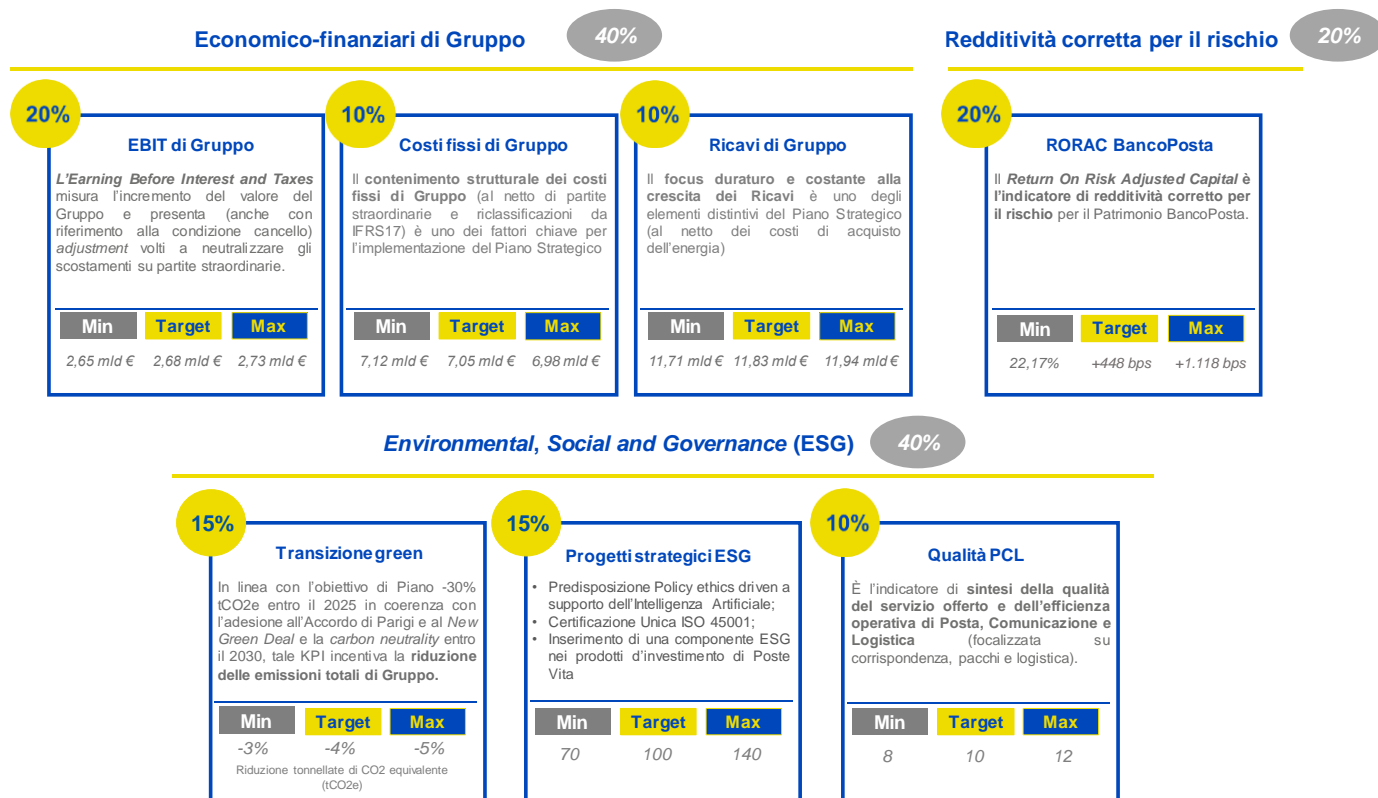 Economico-finanziari di Gruppo 40%
Redditività corretta per il rischio 20%
20%
EBIT di Gruppo
L'Earning Before Interest and Taxes
misura l'incremento del valore del
Gruppo e presenta (anche con
riferimento alla condizione cancello)
adjustment volti a neutralizzare gli
scostamenti su partite straordinarie.
Min Target Max
2,65 mld € 2,68 mld € 2,73 mld €
10%
Costi fissi di Gruppo
Il contenimento strutturale dei costi
fissi di Gruppo (al netto di partite
straordinarie e riclassificazioni da
IFRS17) è uno dei fattori chiave per
l'implementazione del Piano Strategico
Min Target Max
7,12 mld € 7,05 mld € 6,98 mld €
10%
Ricavi di Gruppo
Il focus duraturo e costante alla
crescita dei Ricavi è uno degli
elementi distintivi del Piano Strategico
(al netto dei costi di acquisto
dell'energia)
Min Target Max
11,71 mld € 11,83 mld € 11,94 mld €
20%
RORAC BancoPosta
Il Return On Risk Adjusted Capital è
l'indicatore di redditività corretto per
il rischio per il Patrimonio BancoPosta.
Min Target Max
22,17% +448 bps +1.118 bps
Environmental, Social and Governance (ESG) 40%
15%
Transizione green
In linea con l'obiettivo di Piano -30%
tCO2e entro il 2025 in coerenza con
l'adesione all'Accordo di Parigi e al New
Green Deal e la carbon neutrality entro
il 2030, tale KPI incentiva la riduzione
delle emissioni totali di Gruppo.
Min Target Max
-3% -4% -5%
Riduzione tonnellate di CO2 equivalente
(tCO2e)
15%
Progetti strategici ESG
• Predisposizione Policy ethics driven a
supporto dell'Intelligenza Artificiale;
• Certificazione Unica ISO 45001;
• Inserimento di una componente ESG
nei prodotti d'investimento di Poste
Vita
Min Target Max
70 100 140
10%
Qualità PCL
È l'indicatore di sintesi della qualità
del servizio offerto e dell'efficienza
operativa di Posta, Comunicazione e
Logistica (focalizzata su
corrispondenza, pacchi e logistica).
Min Target Max
8 10 12